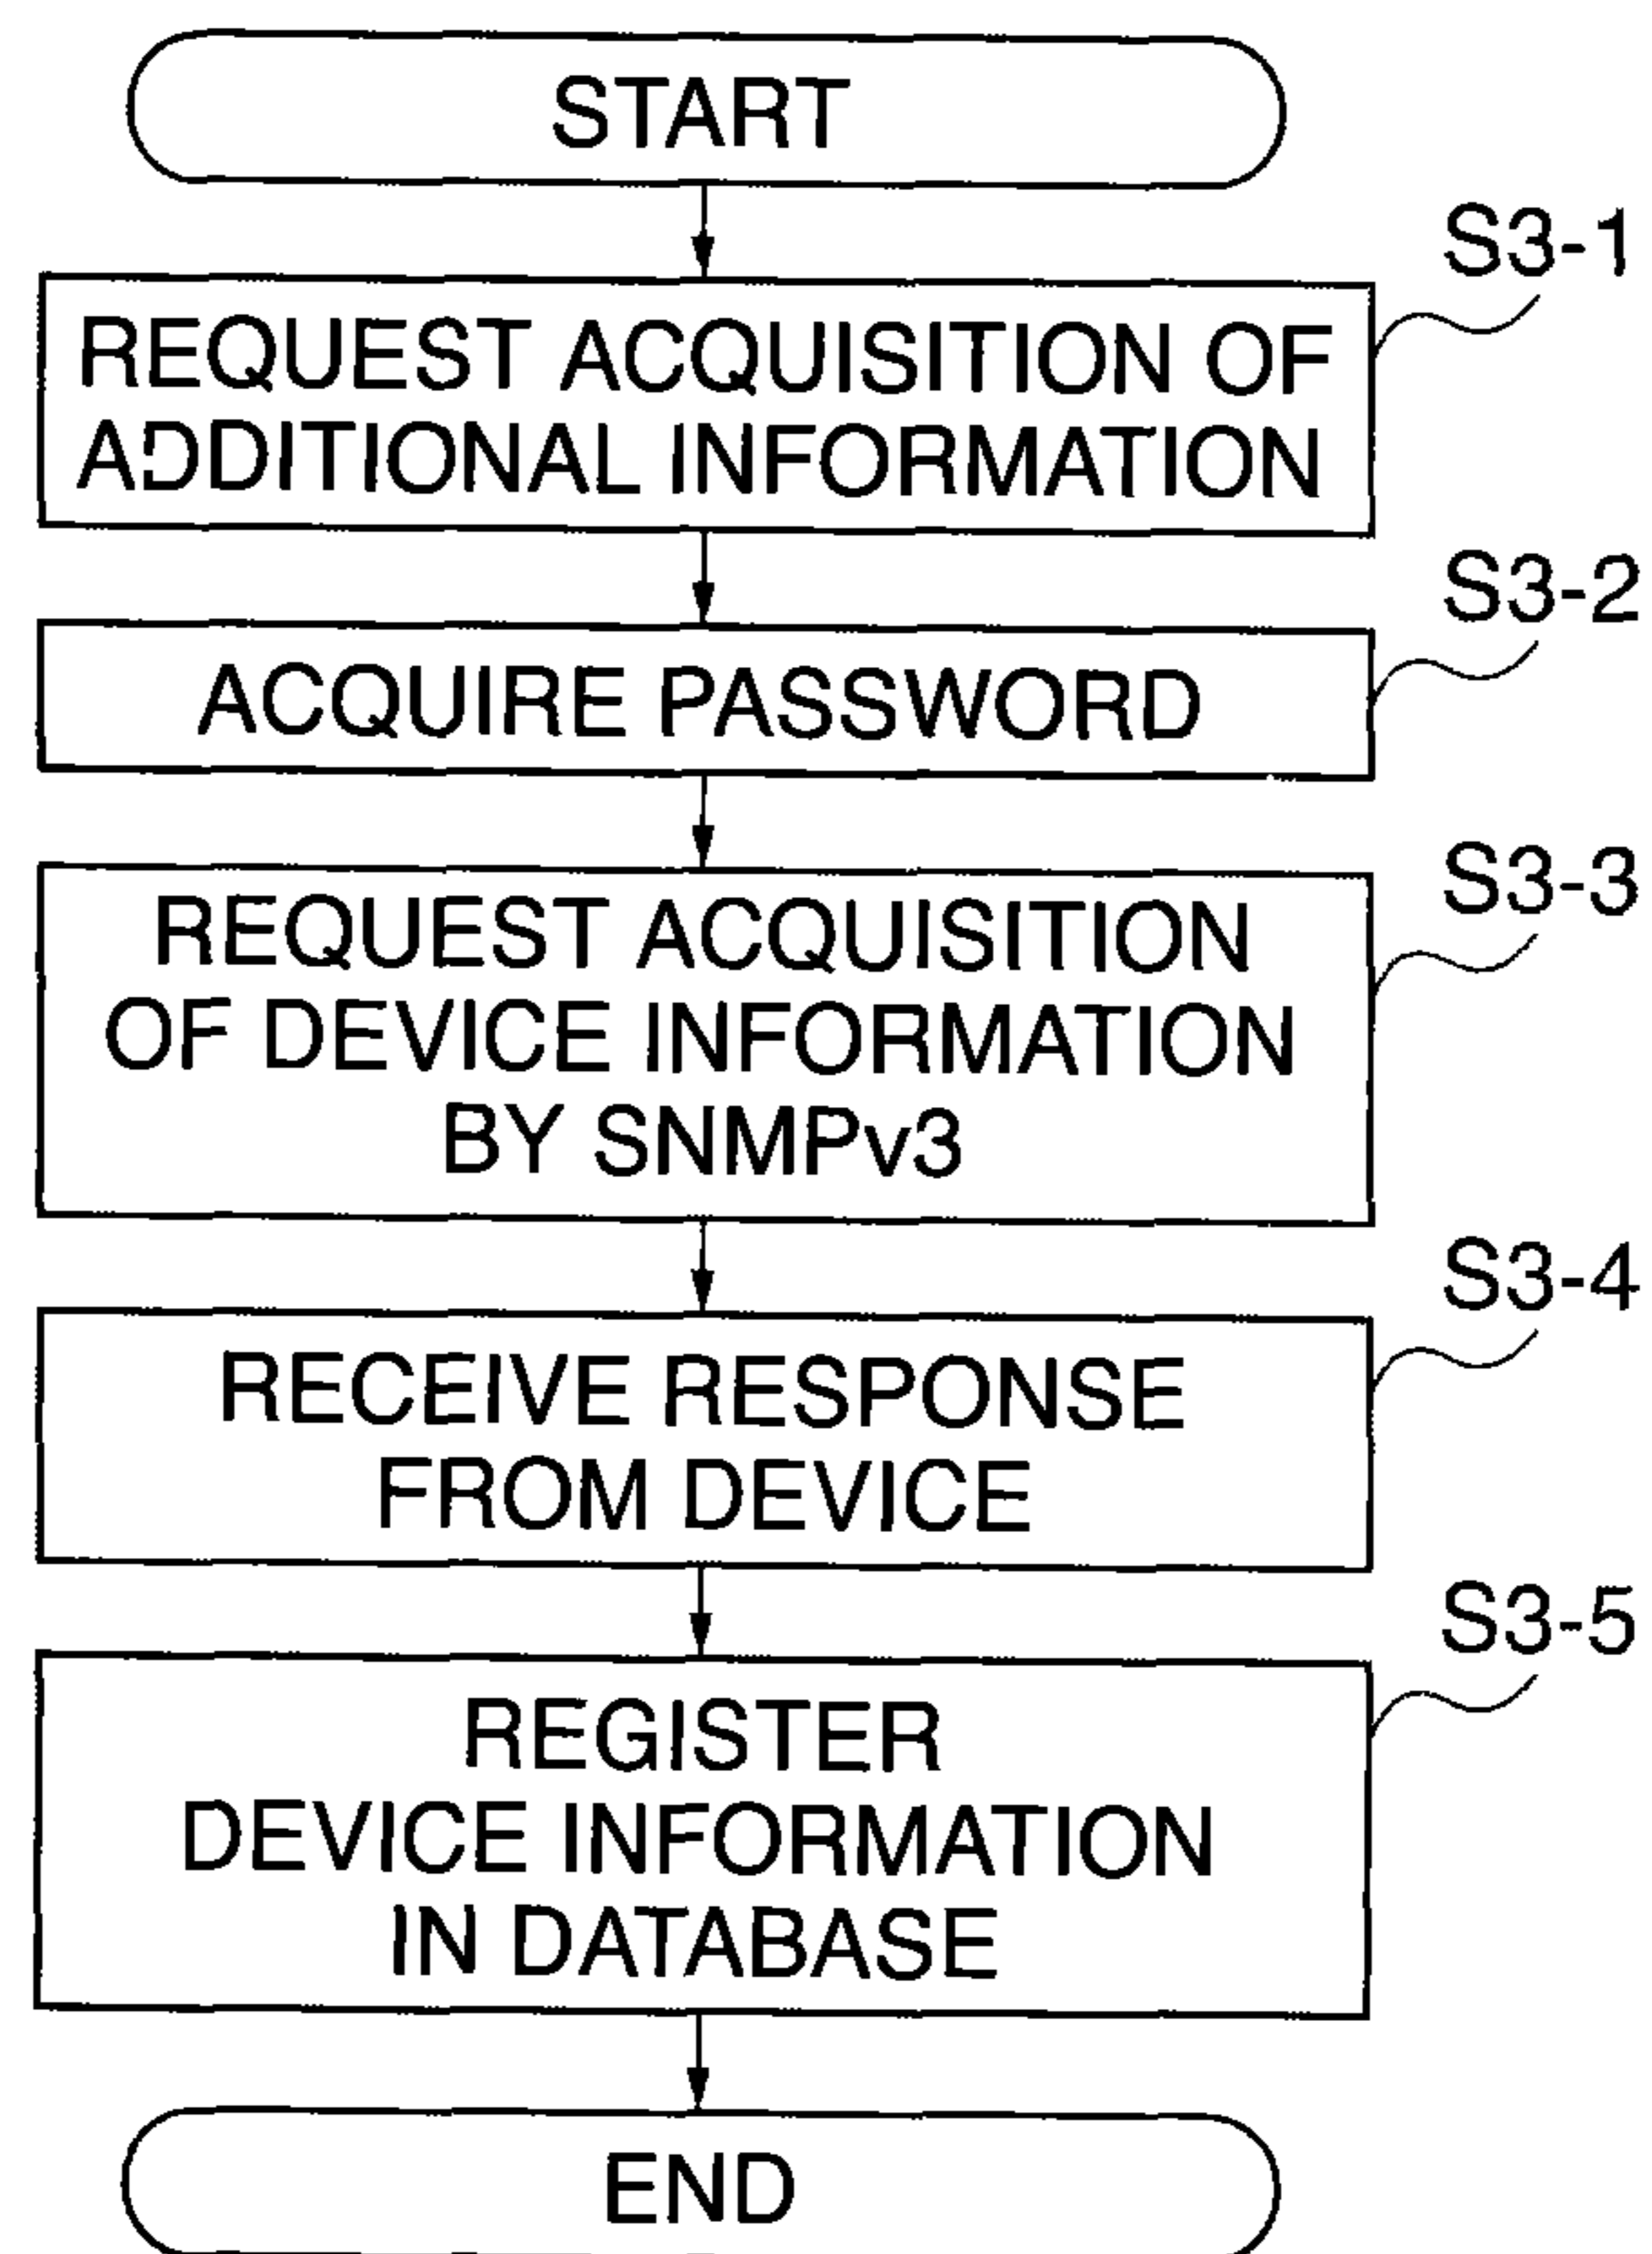 START
S3-1
REQUEST ACQUISITION OF
ADDITIONAL INFORMATION
S3-2
ACQUIRE PASSWORD
S3-3
REQUEST ACQUISITION
OF DEVICE INFORMATION
BY SNMPv3
S3-4
RECEIVE RESPONSE
FROM DEVICE
S3-5
REGISTER
DEVICE INFORMATION
IN DATABASE
END